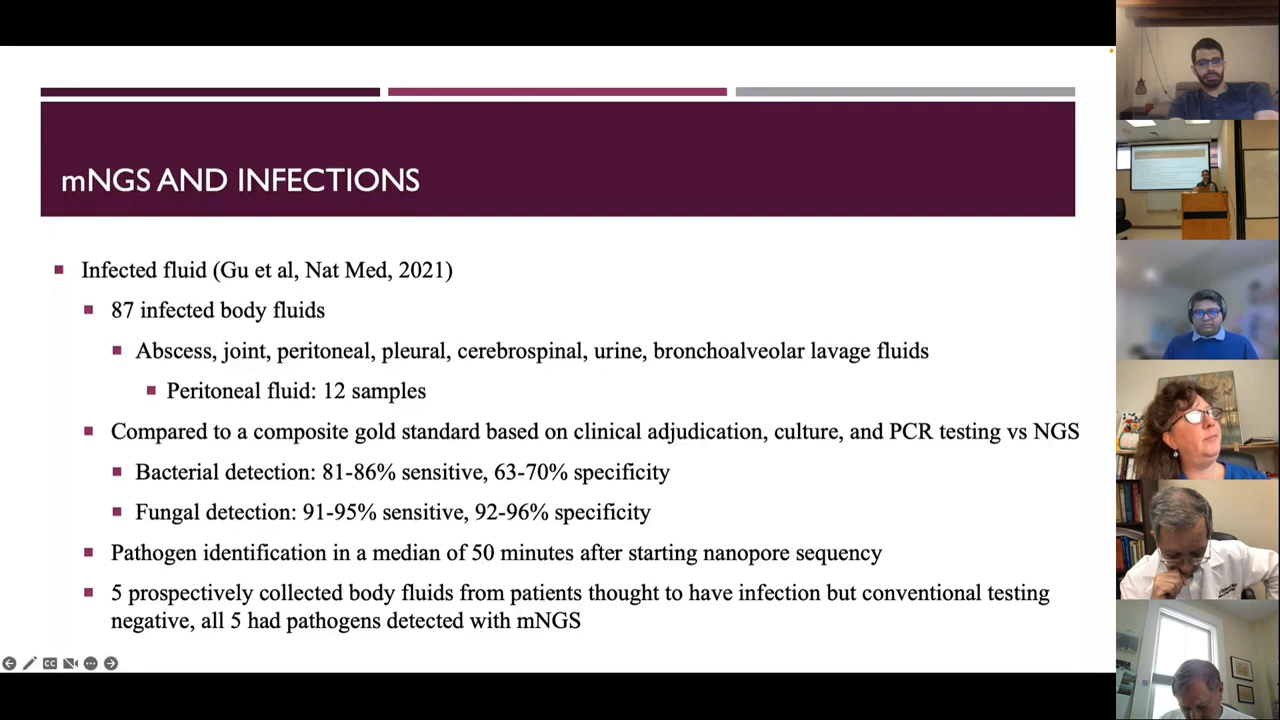 mNGS AND INFECTIONS
Infected fluid (Gu et al, Nat Med, 2021)
87 infected body fluids
Abscess, joint, peritoneal, pleural, cerebrospinal, urine, bronchoalveolar lavage fluids
Peritoneal fluid: 12 samples
Compared to a composite gold standard based on clinical adjudication, culture, and PCR testing vs NGS
Bacterial detection: 81-86% sensitive, 63-70% specificity
Fungal detection: 91-95% sensitive, 92-96% specificity
Pathogen identification in a median of 50 minutes after starting nanopore sequency
5 prospectively collected body fluids from patients thought to have infection but conventional testing
negative, all 5 had pathogens detected with mNGS
CC